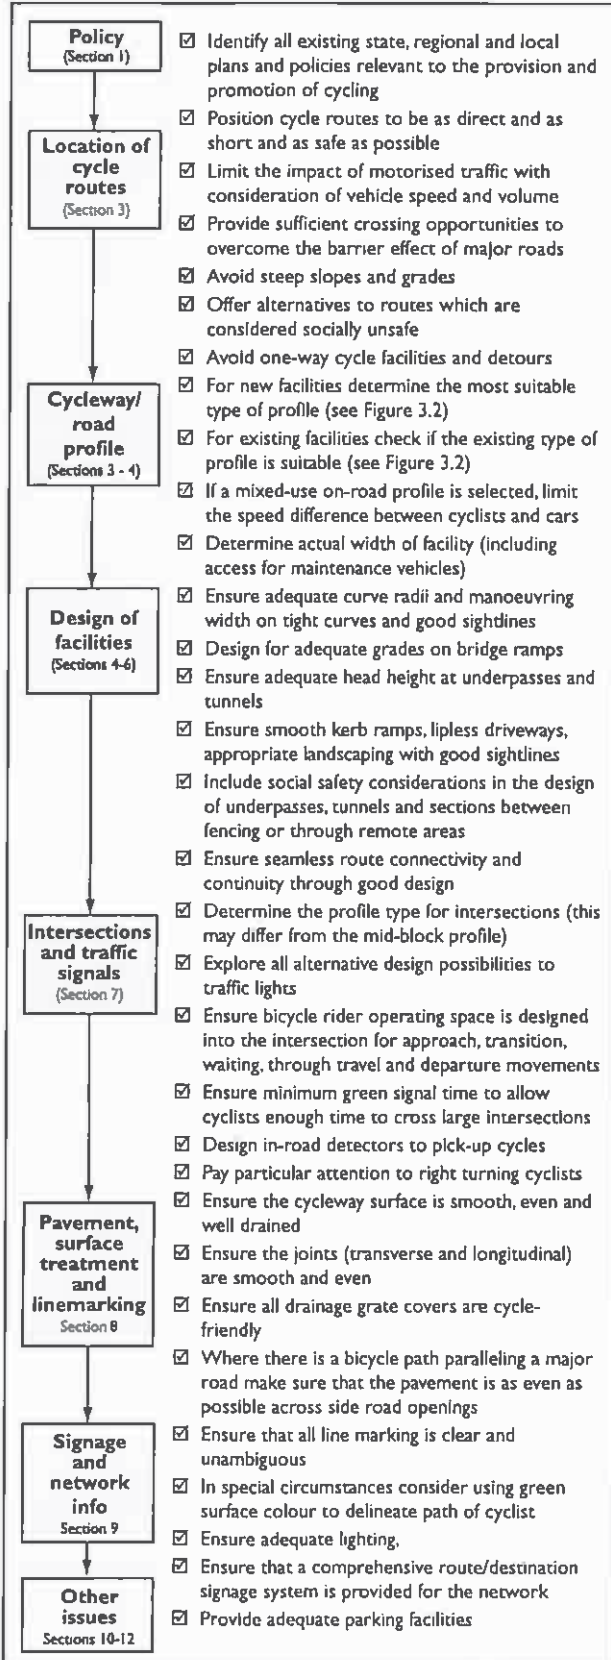 Policy
(Section 1)
☑ Identify all existing state, regional and local
plans and policies relevant to the provision and
promotion of cycling
Location of
cycle
routes
(Section 3)
☑ Position cycle routes to be as direct and as
short and as safe as possible
☑ Limit the impact of motorised traffic with
consideration of vehicle speed and volume
☑ Provide sufficient crossing opportunities to
overcome the barrier effect of major roads
☑ Avoid steep slopes and grades
☑ Offer alternatives to routes which are
considered socially unsafe
☑ Avoid one-way cycle facilities and detours
Cycleway/
road
profile
(Sections 3 - 4)
☑ For new facilities determine the most suitable
type of profile (see Figure 3.2)
☑ For existing facilities check if the existing type of
profile is suitable (see Figure 3.2)
☑ If a mixed-use on-road profile is selected, limit
the speed difference between cyclists and cars
☑ Determine actual width of facility (including
access for maintenance vehicles)
Design of
facilities
(Sections 4-6)
☑ Ensure adequate curve radii and manoeuvring
width on tight curves and good sightlines
☑ Design for adequate grades on bridge ramps
☑ Ensure adequate head height at underpasses and
tunnels
☑ Ensure smooth kerb ramps, lipless driveways,
appropriate landscaping with good sightlines
☑ Include social safety considerations in the design
of underpasses, tunnels and sections between
fencing or through remote areas
☑ Ensure seamless route connectivity and
continuity through good design
Intersections
and traffic
signals
(Section 7)
☑ Determine the profile type for intersections (this
may differ from the mid-block profile)
☑ Explore all alternative design possibilities to
traffic lights
☑ Ensure bicycle rider operating space is designed
into the intersection for approach, transition,
waiting, through travel and departure movements
☑ Ensure minimum green signal time to allow
cyclists enough time to cross large intersections
☑ Design in-road detectors to pick-up cycles
☑ Pay particular attention to right turning cyclists
Pavement,
surface
treatment
and
linemarking
Section 8
☑ Ensure the cycleway surface is smooth, even and
well drained
☑ Ensure the joints (transverse and longitudinal)
are smooth and even
☑ Ensure all drainage grate covers are cycle-
friendly
☑ Where there is a bicycle path paralleling a major
road make sure that the pavement is as even as
possible across side road openings
☑ Ensure that all line marking is clear and
unambiguous
☑ In special circumstances consider using green
surface colour to delineate path of cyclist
Signage
and
network
info
Section 9
☑ Ensure adequate lighting,
☑ Ensure that a comprehensive route/destination
signage system is provided for the network
Other
issues
Sections 10-12
☑ Provide adequate parking facilities